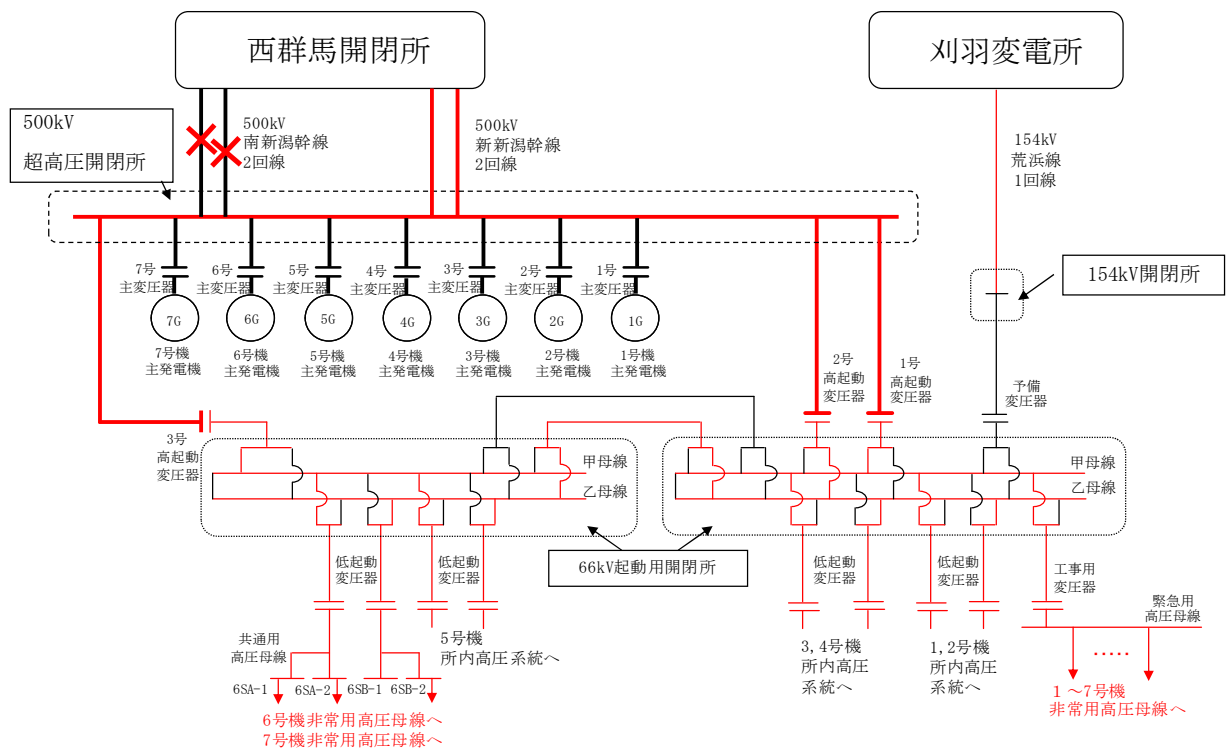 西群馬開閉所
刈羽変電所
500kV
超高圧開閉所
500kV
南新潟幹線
2回線
500kV
新新潟幹線
2回線
154kV
荒浜線
1回線
154kV開閉所
7号
主変圧器
6号
主変圧器
5号
主変圧器
4号
主変圧器
3号
主変圧器
2号
主変圧器
1号
主変圧器
7G
6G
5G
4G
3G
2G
1G
7号機
主発電機
6号機
主発電機
5号機
主発電機
4号機
主発電機
3号機
主発電機
2号機
主発電機
1号機
主発電機
2号
高起動
変圧器
1号
高起動
変圧器
予備
変圧器
3号
高起動
変圧器
甲母線
乙母線
甲母線
乙母線
66kV起動用開閉所
低起動
変圧器
低起動
変圧器
低起動
変圧器
低起動
変圧器
工事用
変圧器
緊急用
高圧母線
共通用
高圧母線
5号機
所内高圧系統へ
3,4号機
所内高圧
系統へ
1,2号機
所内高圧
系統へ
.....
6SA-1
6SA-2
6SB-1
6SB-2
6号機非常用高圧母線へ
7号機非常用高圧母線へ
1～7号機
非常用高圧母線へ